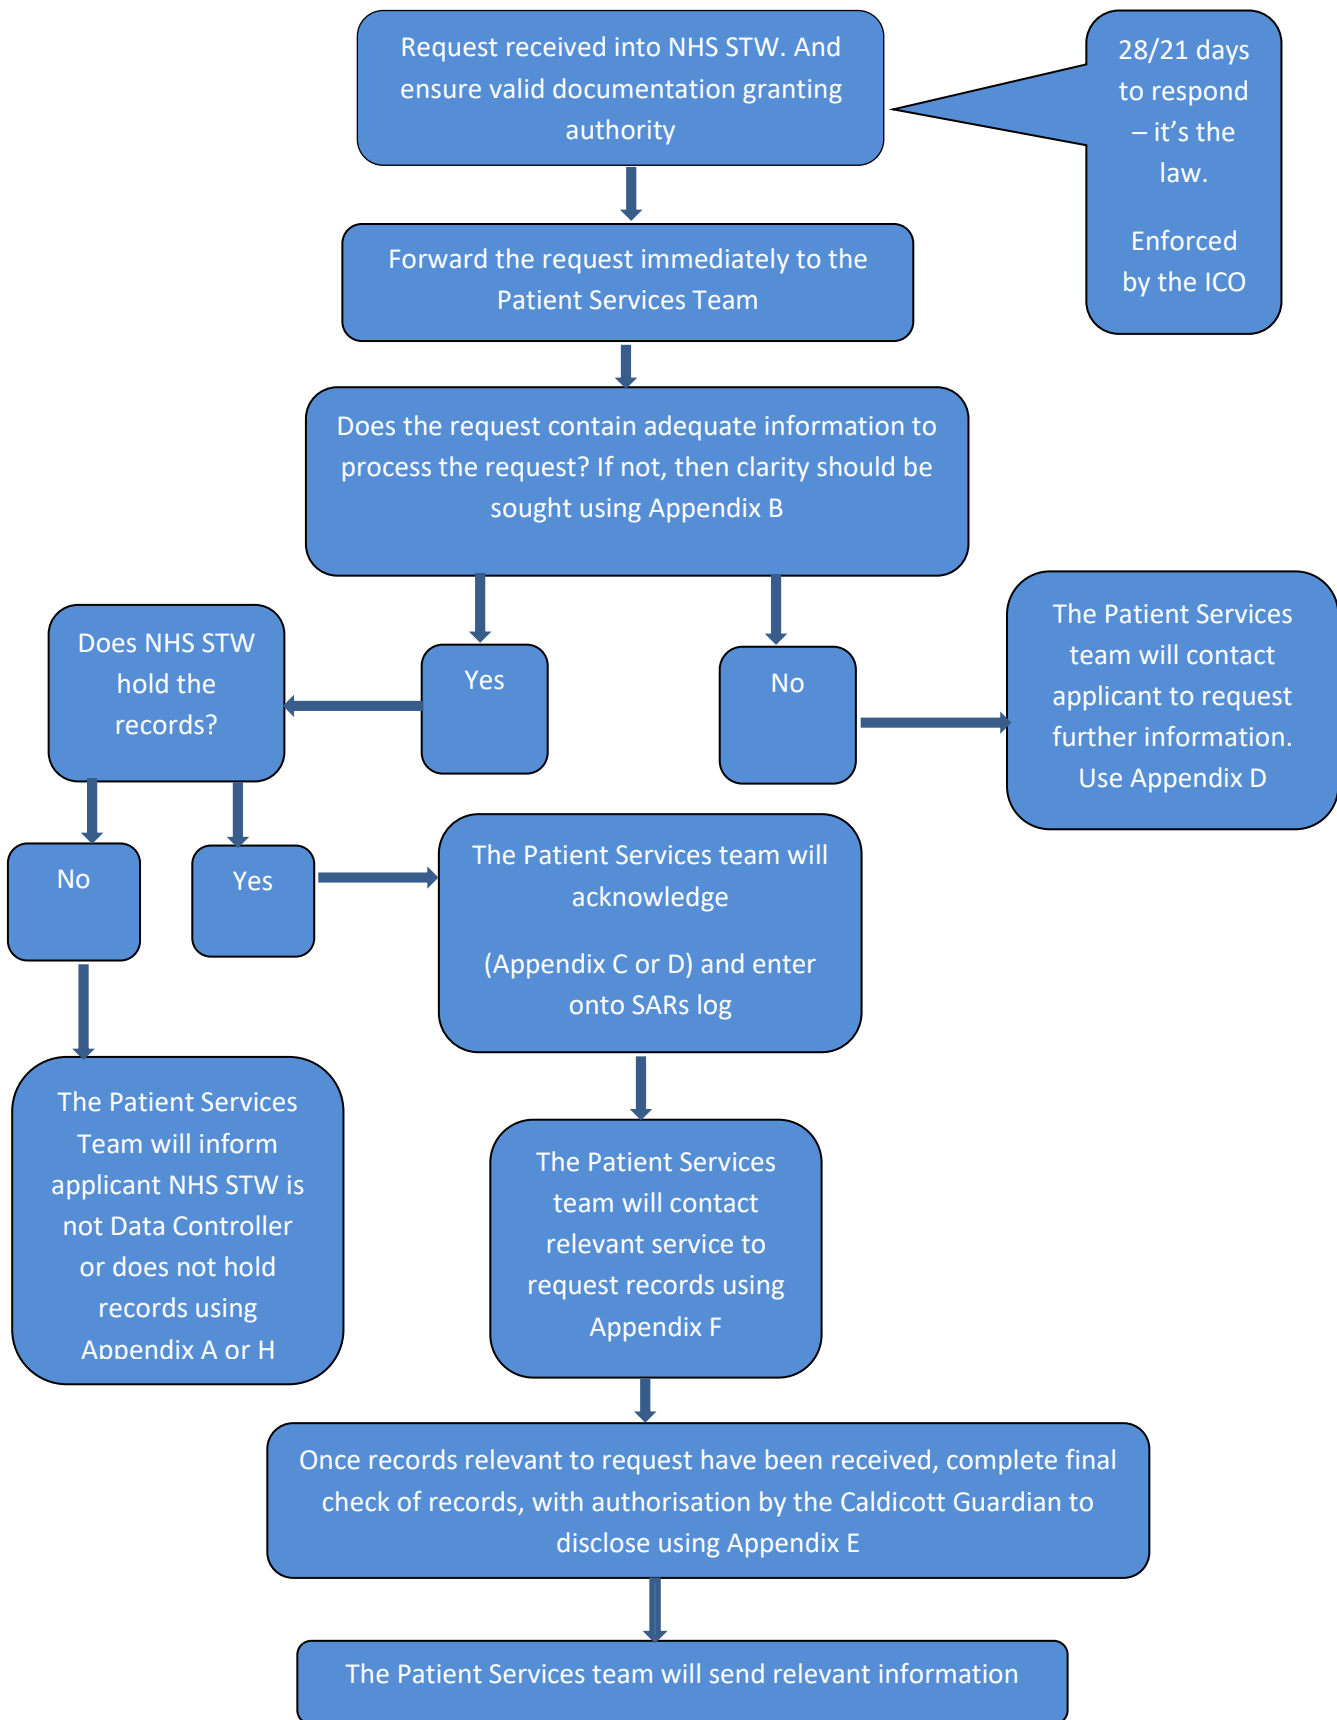 Request received into NHS STW. And
ensure valid documentation granting
authority
28/21 days
to respond
– it’s the
law.
Enforced
by the ICO
Forward the request immediately to the
Patient Services Team
Does the request contain adequate information to
process the request? If not, then clarity should be
sought using Appendix B
Does NHS STW
hold the
records?
Yes
No
The Patient Services
team will contact
applicant to request
further information.
Use Appendix D
No
Yes
The Patient Services team will
acknowledge
(Appendix C or D) and enter
onto SARs log
The Patient Services
Team will inform
applicant NHS STW is
not Data Controller
or does not hold
records using
Appendix A or H
The Patient Services
team will contact
relevant service to
request records using
Appendix F
Once records relevant to request have been received, complete final
check of records, with authorisation by the Caldicott Guardian to
disclose using Appendix E
The Patient Services team will send relevant information